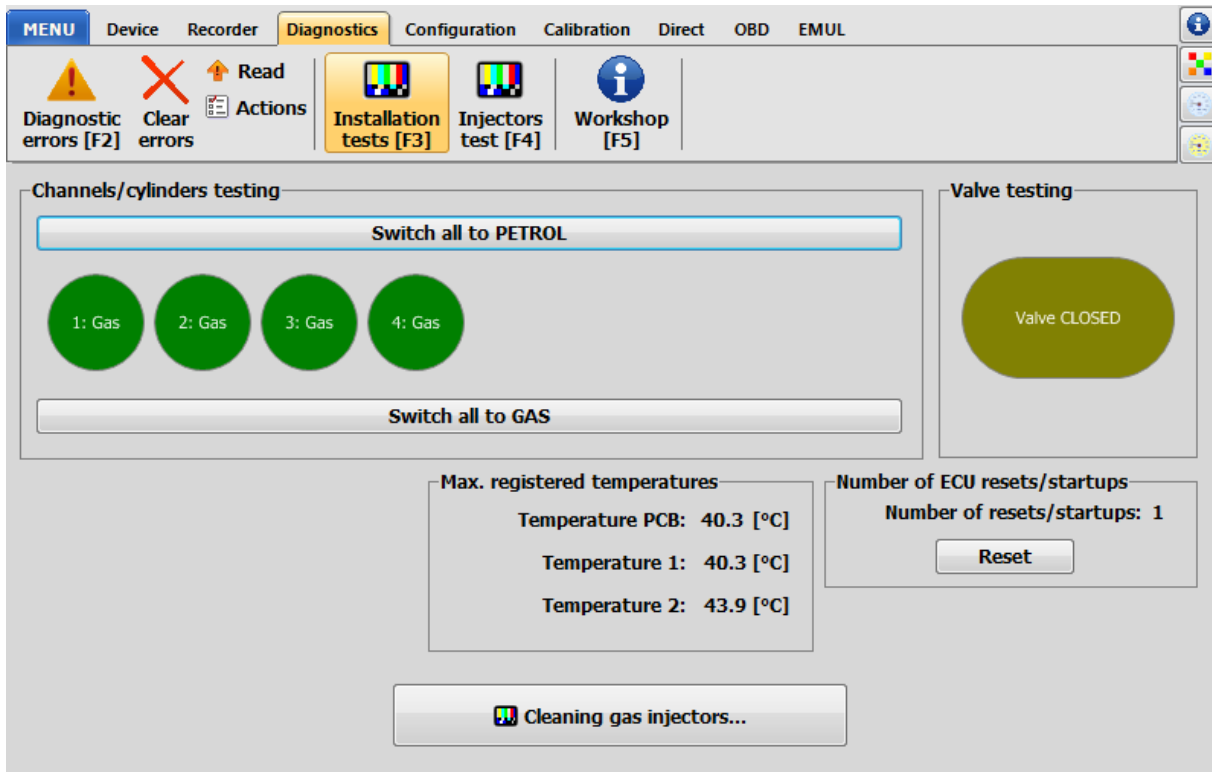 MENU Device Recorder Diagnostics Configuration Calibration Direct OBD EMUL
Diagnostic
errors [F2]
Clear
errors
Read
Actions
Installation
tests [F3]
Injectors
test [F4]
Workshop
[F5]
Channels/cylinders testing
Switch all to PETROL
1: Gas 2: Gas 3: Gas 4: Gas
Switch all to GAS
Valve testing
Valve CLOSED
Max. registered temperatures
Temperature PCB: 40.3 [ºC]
Temperature 1: 40.3 [ºC]
Temperature 2: 43.9 [ºC]
Number of ECU resets/startups
Number of resets/startups: 1
Reset
Cleaning gas injectors...